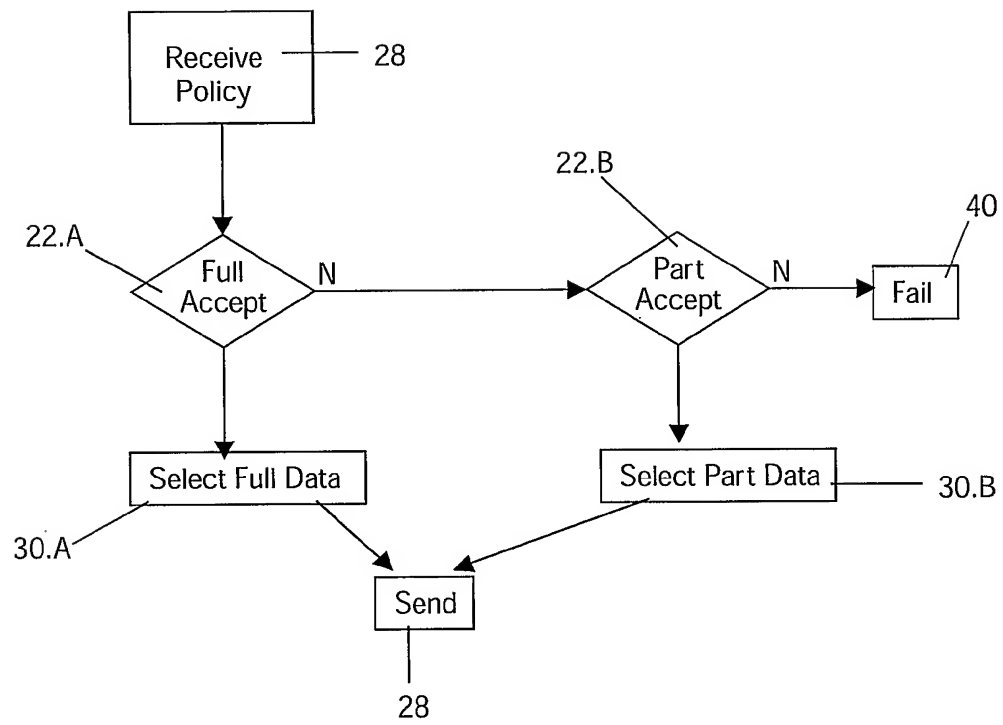 Receive
Policy
28
22.B
40
22.A
Full
Accept
N
Part
Accept
N
Fail
Select Full Data
Select Part Data
30.B
30.A
Send
28